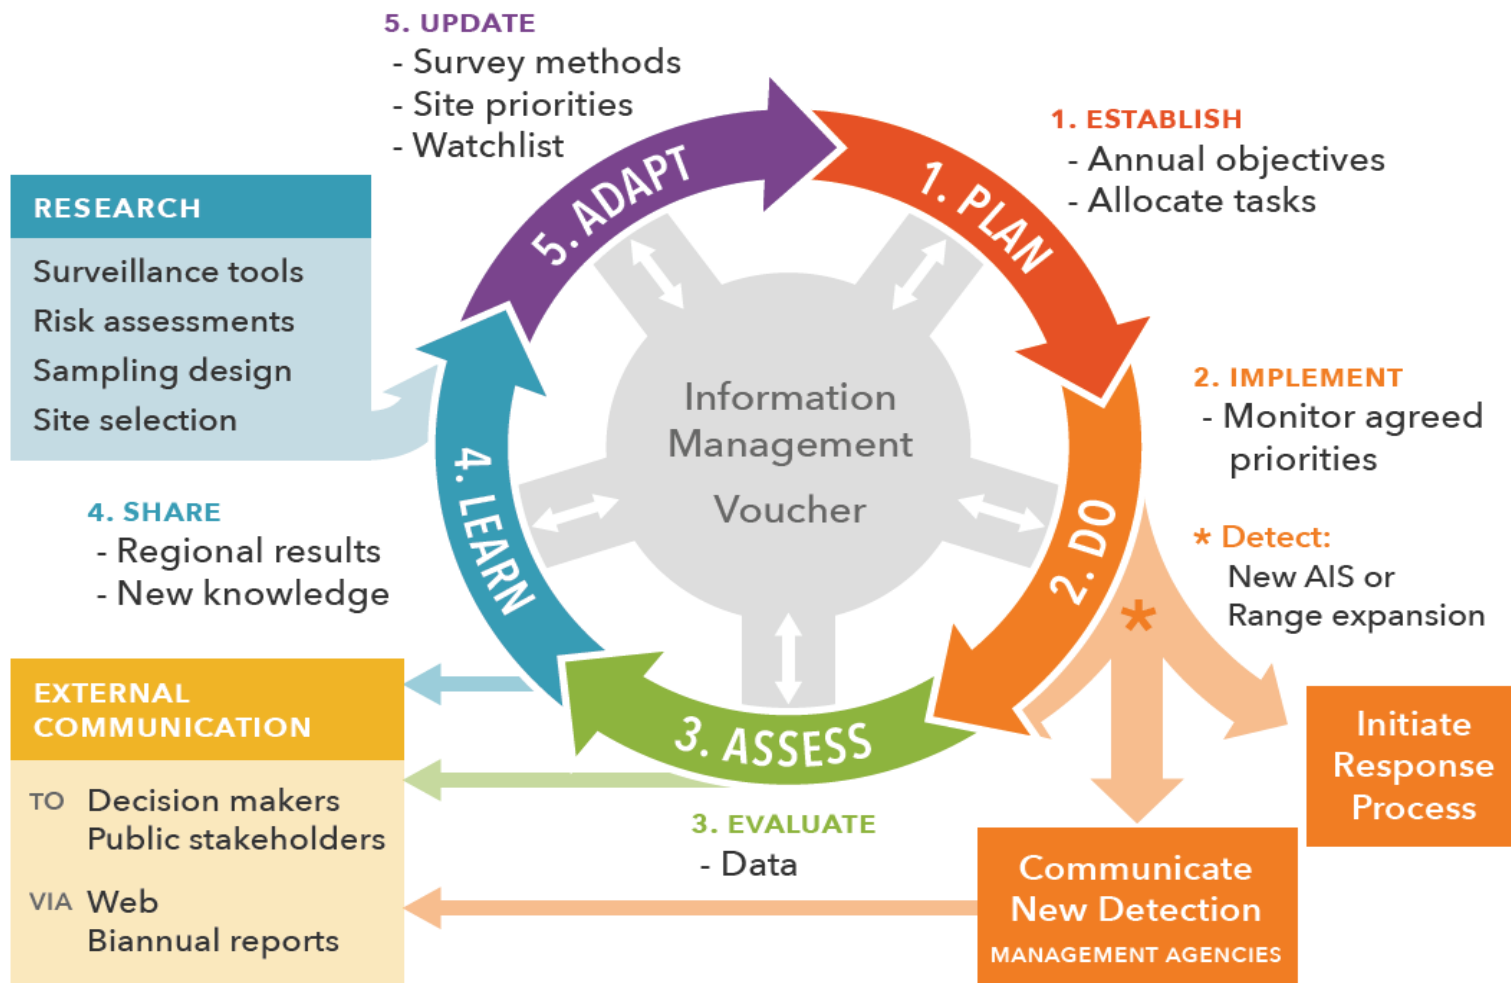 5. UPDATE
- Survey methods
- Site priorities
- Watchlist
1. ESTABLISH
- Annual objectives
- Allocate tasks
RESEARCH
Surveillance tools
Risk assessments
Sampling design
Site selection
5. ADAPT
1. PLAN
2. IMPLEMENT
- Monitor agreed
priorities
Information
Management
Voucher
4. LEARN
2. DO
* Detect:
New AIS or
Range expansion
*
4. SHARE
- Regional results
- New knowledge
3. ASSESS
EXTERNAL
COMMUNICATION
TO Decision makers
Public stakeholders
VIA Web
Biannual reports
3. EVALUATE
- Data
Initiate
Response
Process
Communicate
New Detection
MANAGEMENT AGENCIES